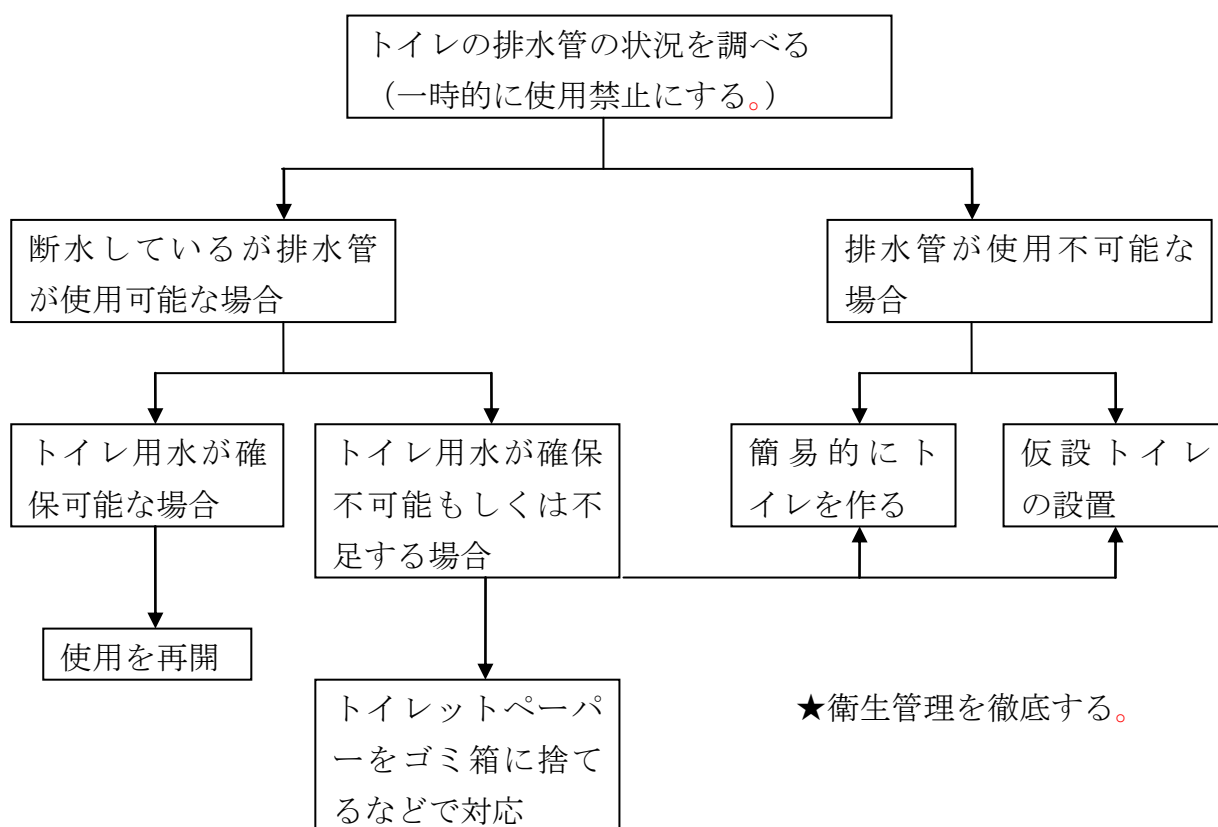 トイレの排水管の状況を調べる
（一時的に使用禁止にする。）
断水しているが排水管
が使用可能な場合
排水管が使用不可能な
場合
トイレ用水が確
保可能な場合
トイレ用水が確保
不可能もしくは不
足する場合
簡易的にト
イレを作る
仮設トイレ
の設置
使用を再開
トイレットペーパ
ーをゴミ箱に捨て
るなどで対応
★衛生管理を徹底する。